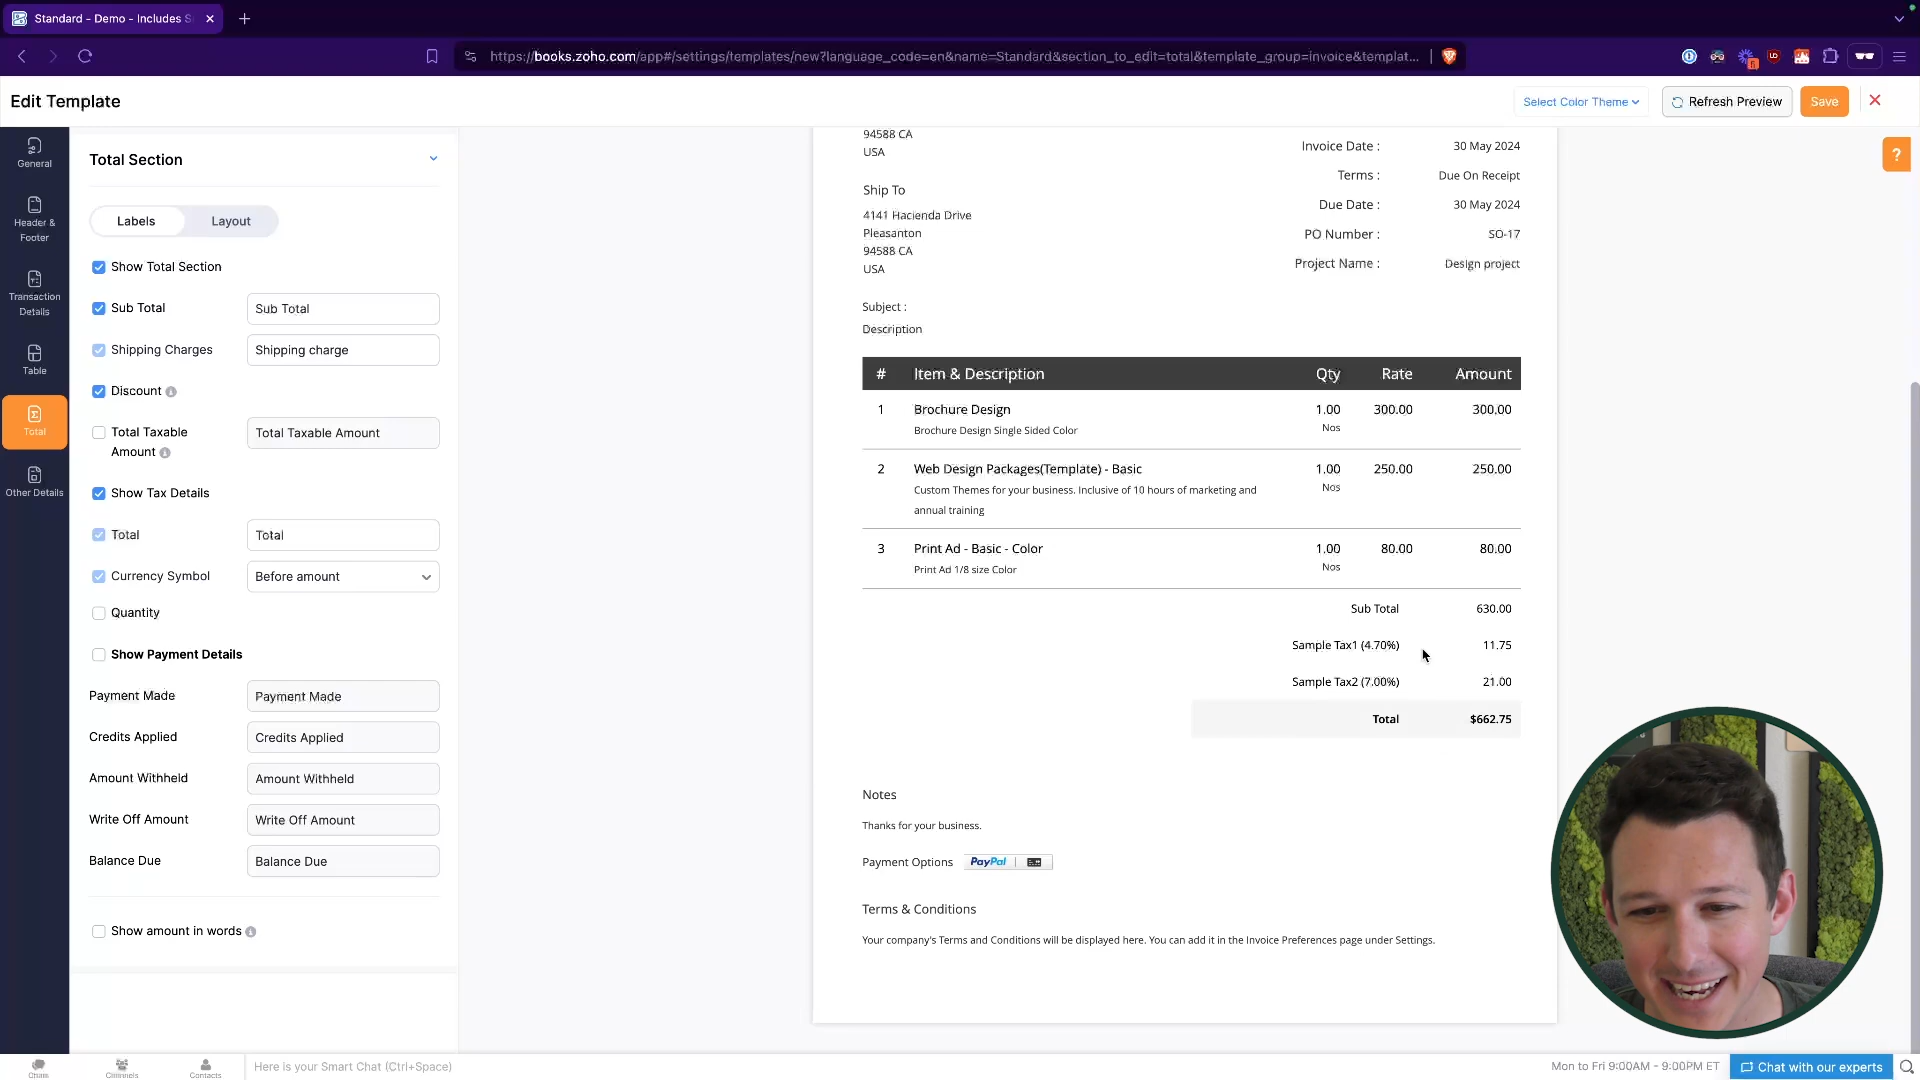 Standard - Demo - Includes S
https://books.zoho.com/app#/settings/templates/new?language_code=en&name=Standard&section_to_edit=total&template_group=invoice&templat...
Edit Template
Select Color Theme
Refresh Preview
Save
General
Header &
Footer
Transaction
Details
Table
Total
Other Details
Total Section
Labels
Layout
Show Total Section
Sub Total
Sub Total
Shipping Charges
Shipping charge
Discount
Total Taxable
Amount
Total Taxable Amount
Show Tax Details
Total
Total
Currency Symbol
Before amount
Quantity
Show Payment Details
Payment Made
Payment Made
Credits Applied
Credits Applied
Amount Withheld
Amount Withheld
Write Off Amount
Write Off Amount
Balance Due
Balance Due
Show amount in words
94588 CA
USA
Ship To
4141 Hacienda Drive
Pleasanton
94588 CA
USA
Invoice Date : 30 May 2024
Terms : Due On Receipt
Due Date : 30 May 2024
PO Number : SO-17
Project Name : Design project
Subject :
Description
# Item & Description Qty Rate Amount
1 Brochure Design 1.00 300.00 300.00
Brochure Design Single Sided Color Nos
2 Web Design Packages(Template) - Basic 1.00 250.00 250.00
Custom Themes for your business. Inclusive of 10 hours of marketing and Nos
annual training
3 Print Ad - Basic - Color 1.00 80.00 80.00
Print Ad 1/8 size Color Nos
Sub Total 630.00
Sample Tax1 (4.70%) 11.75
Sample Tax2 (7.00%) 21.00
Total $662.75
Notes
Thanks for your business.
Payment Options PayPal
Terms & Conditions
Your company's Terms and Conditions will be displayed here. You can add it in the Invoice Preferences page under Settings.
?
Channels
Contacts
Here is your Smart Chat (Ctrl+Space)
Mon to Fri 9:00AM - 9:00PM ET
Chat with our experts